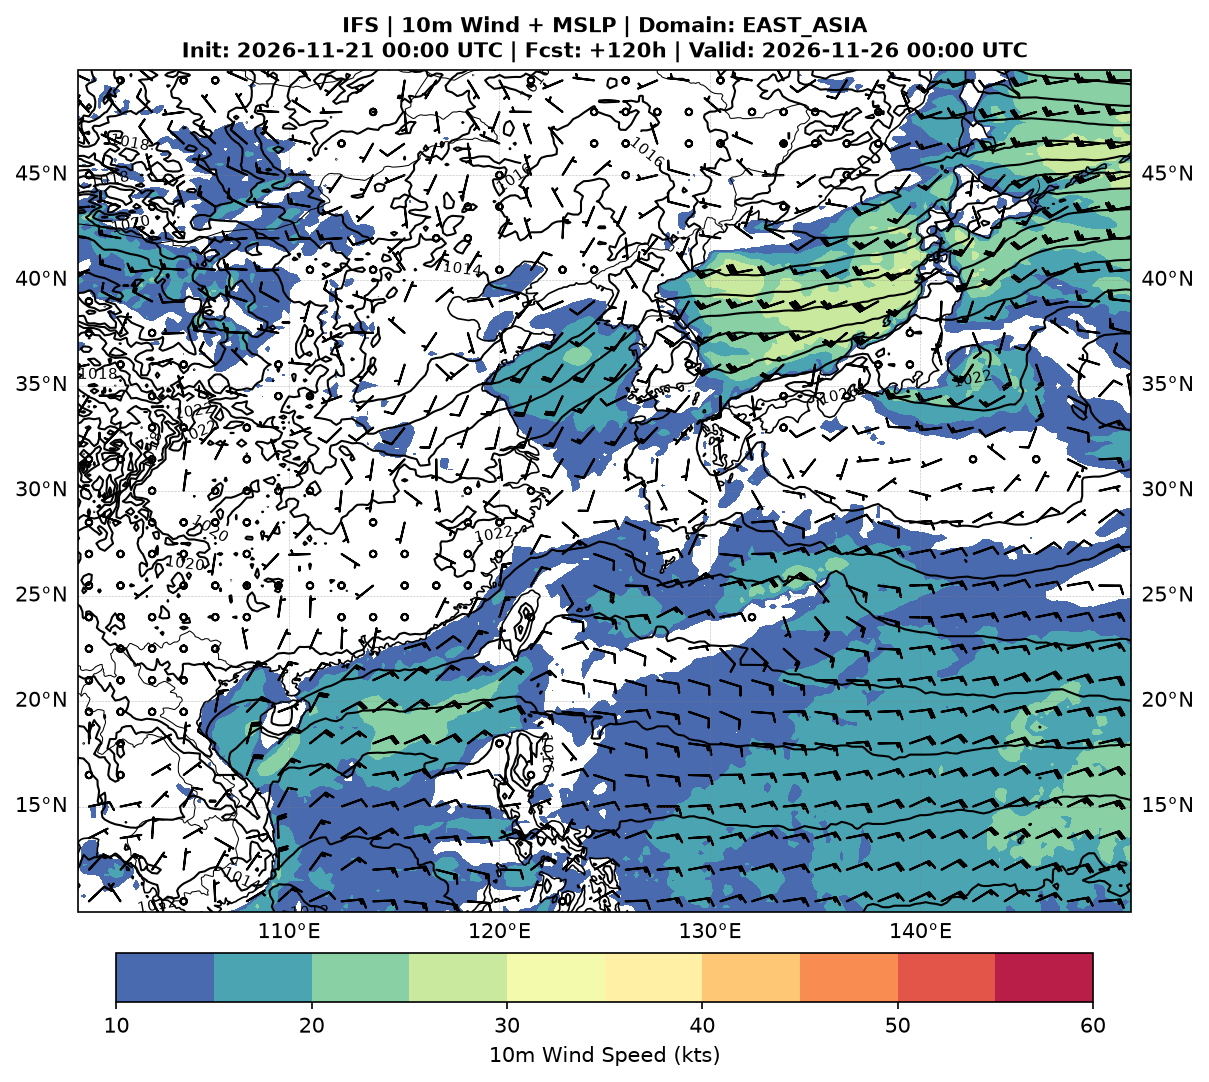 IFS | 10m Wind + MSLP | Domain: EAST_ASIA
Init: 2026-11-21 00:00 UTC | Fcst: +120h | Valid: 2026-11-26 00:00 UTC
1018
1016
1016
45°N
45°N
1020
1014
40°N
40°N
1018
1022
35°N
35°N
1022
30°N
30°N
1020
1022
1020
25°N
25°N
20°N
20°N
1016
15°N
15°N
110°E
120°E
130°E
140°E
10
20
30
40
50
60
10m Wind Speed (kts)